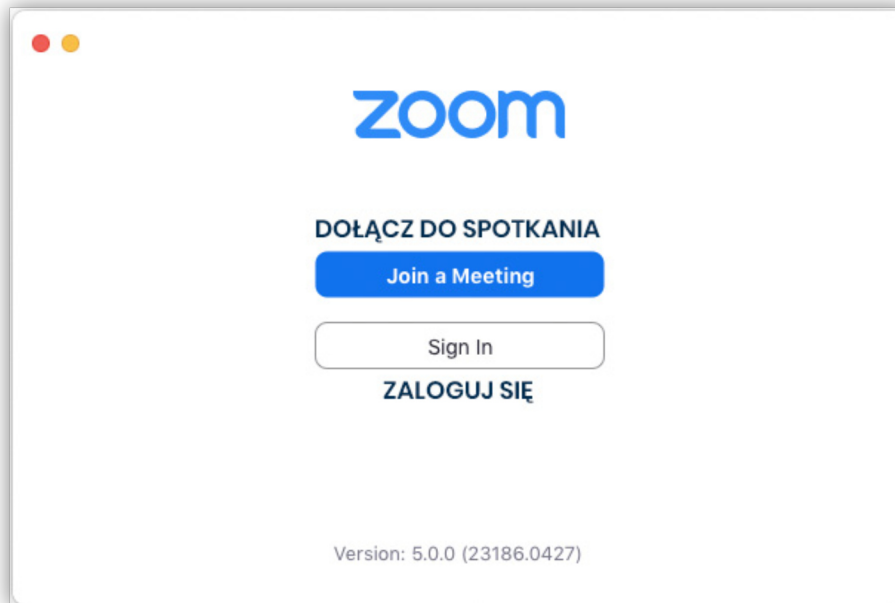 zoom
DOŁĄCZ DO SPOTKANIA
Join a Meeting
Sign In
ZALOGUJ SIĘ
Version: 5.0.0 (23186.0427)